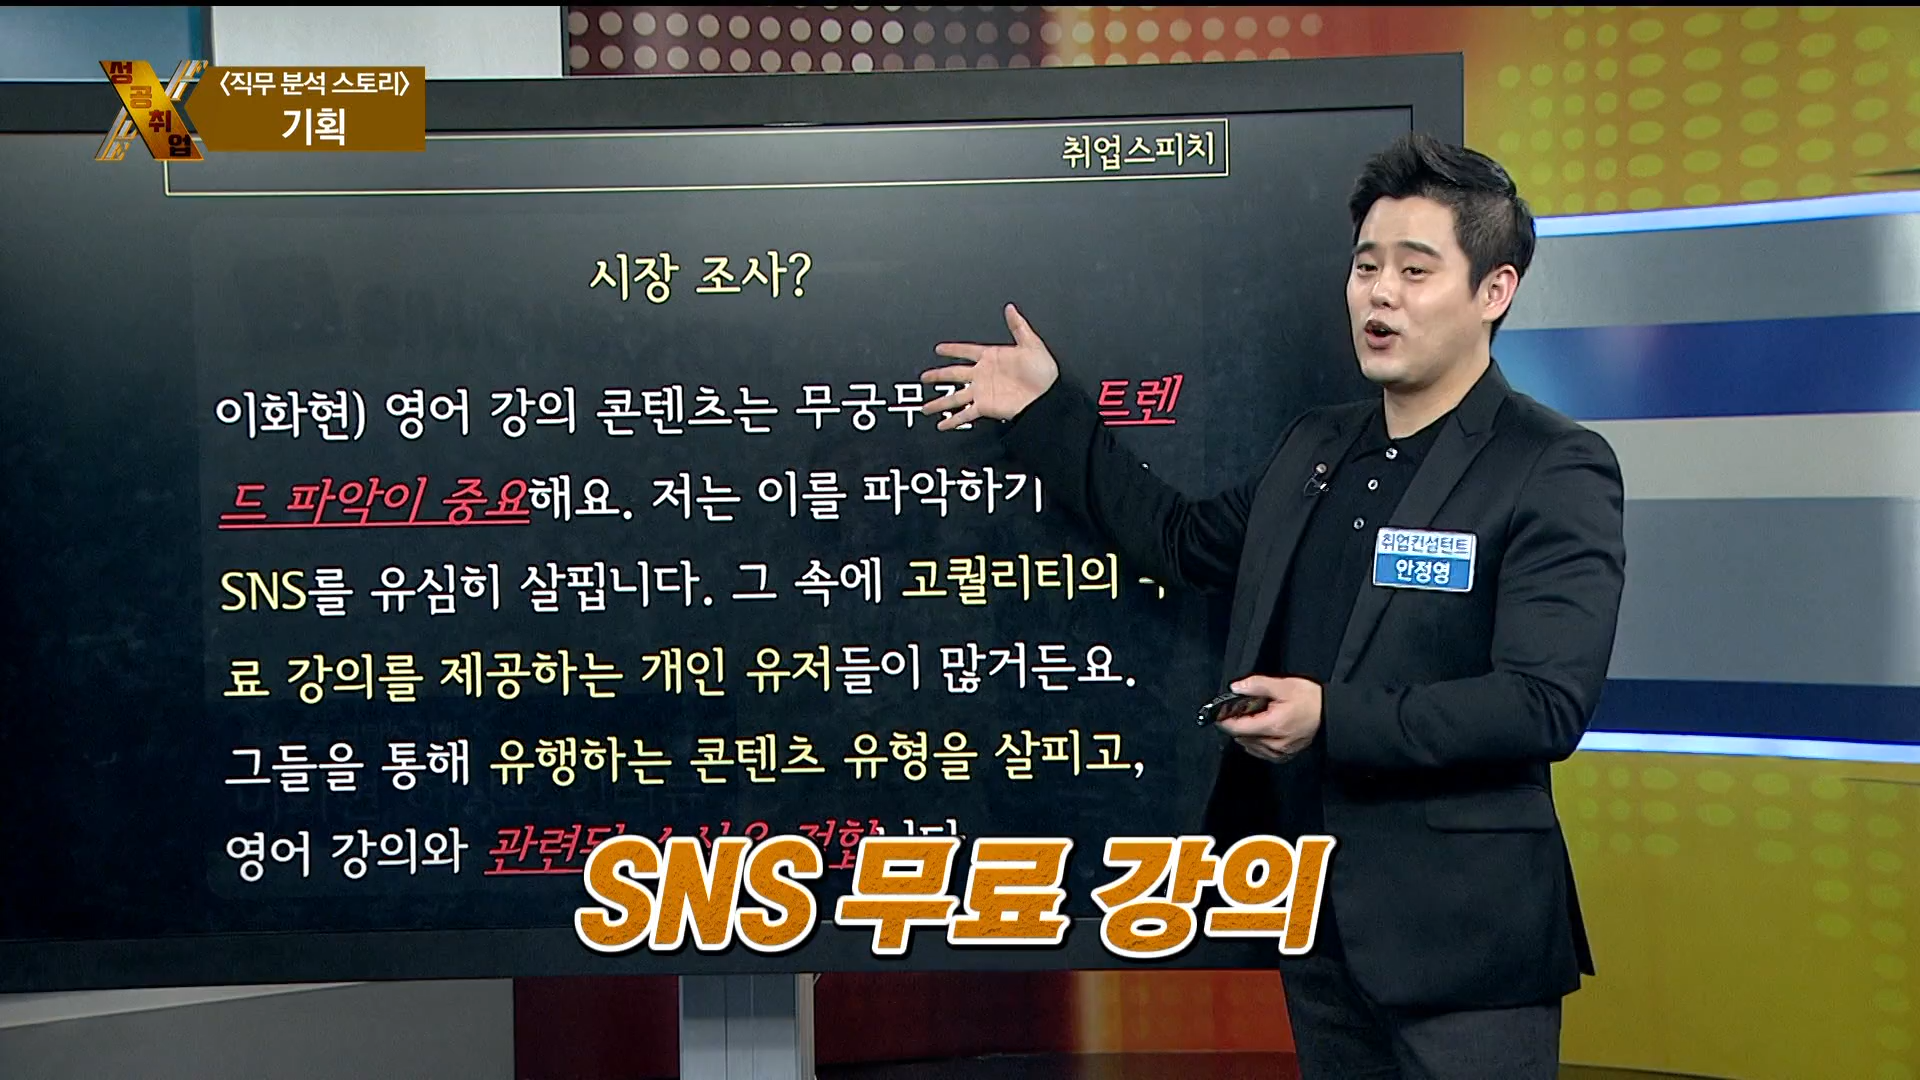 성공취업
X
FILE
<직무 분석 스토리>
기획
취업스피치
시장 조사?
이화현) 영어 강의 콘텐츠는 트렌
드 파악이 중요해요. 저는 이를 파악하기
SNS를 유심히 살핍니다. 그 속에 고퀄리티의
료 강의를 제공하는 개인 유저들이 많거든요.
그들을 통해 유행하는 콘텐츠 유형을 살피고,
영어 강의와
취업컨설턴트
안정영
SNS 무료 강의